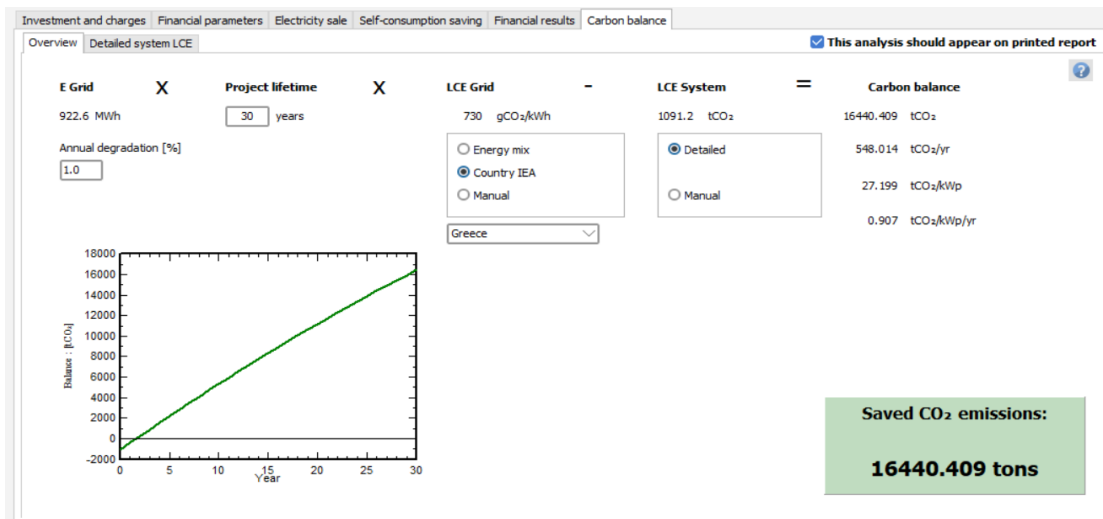 Investment and charges Financial parameters Electricity sale Self-consumption saving Financial results Carbon balance
Overview Detailed system LCE This analysis should appear on printed report
?
E Grid X Project lifetime X LCE Grid - LCE System = Carbon balance
922.6 MWh 30 years 730 gCO₂/kWh 1091.2 tCO₂ 16440.409 tCO₂
Annual degradation [%] Energy mix Detailed 548.014 tCO₂/yr
1.0 Country IEA
Manual Manual 27.199 tCO₂/kWp
0.907 tCO₂/kWp/yr
Greece
18000
16000
14000
12000
10000
8000
6000
4000
2000
0
-2000
Balance : [tCO₂]
0 5 10 15 20 25 30
Year
Saved CO₂ emissions:
16440.409 tons